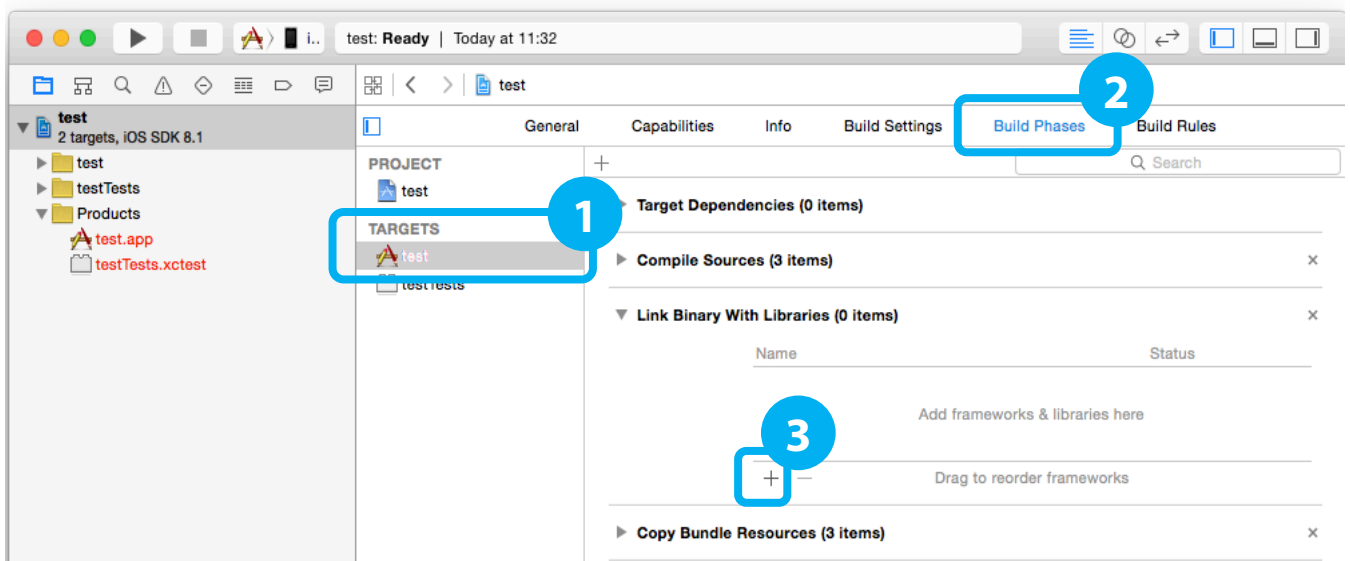 i..
test: Ready | Today at 11:32
test
2 targets, iOS SDK 8.1
test
testTests
Products
test.app
testTests.xctest
test
2
General Capabilities Info Build Settings Build Phases Build Rules
PROJECT
test
1
TARGETS
test
testTests
Search
Target Dependencies (0 items)
Compile Sources (3 items)
Link Binary With Libraries (0 items)
Name Status
Add frameworks & libraries here
3
Drag to reorder frameworks
Copy Bundle Resources (3 items)